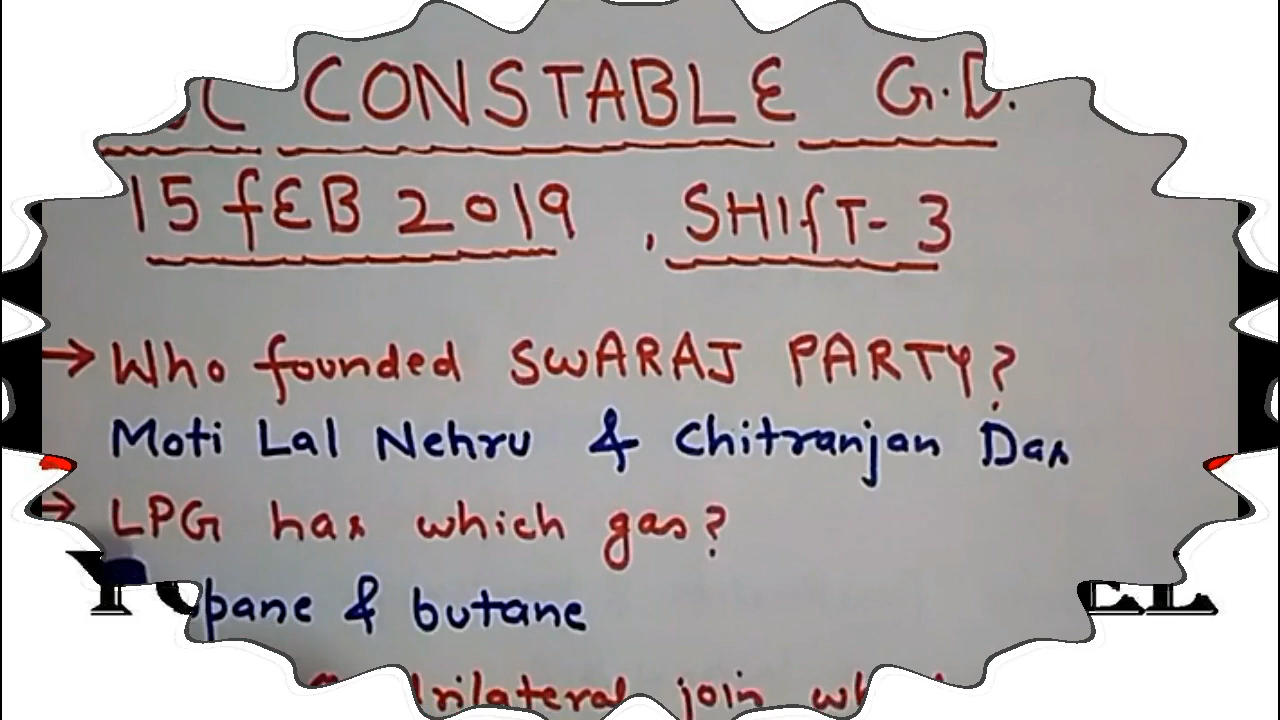 CONSTABLE G.D.
15 FEB 2019, SHIFT-3
→ Who founded SWARAJ PARTY?
Moti Lal Nehru & Chitranjan Das
→ LPG has which gas?
pane & butane
join